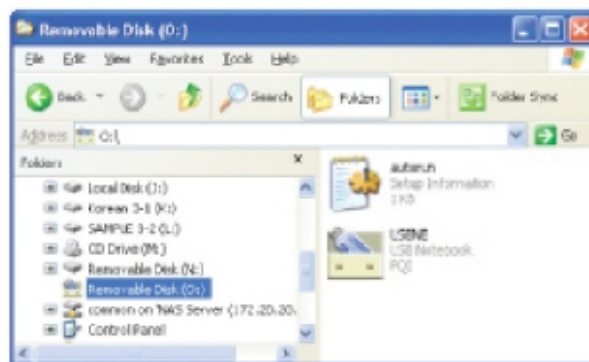 Removable Disk (O:)
File Edit View Favorites Tools Help
Back Search Folders Folder Sync
Address O:\ Go
Folders x
Local Disk (J:)
Korean 3-1 (K:)
SAMPLE 3-2 (L:)
CD Drive (M:)
Removable Disk (N:)
Removable Disk (O:)
common on 'NAS Server (172.20.20.
Control Panel
autorun
Setup Information
1 KB
USBNB
USB Notebook
PQI